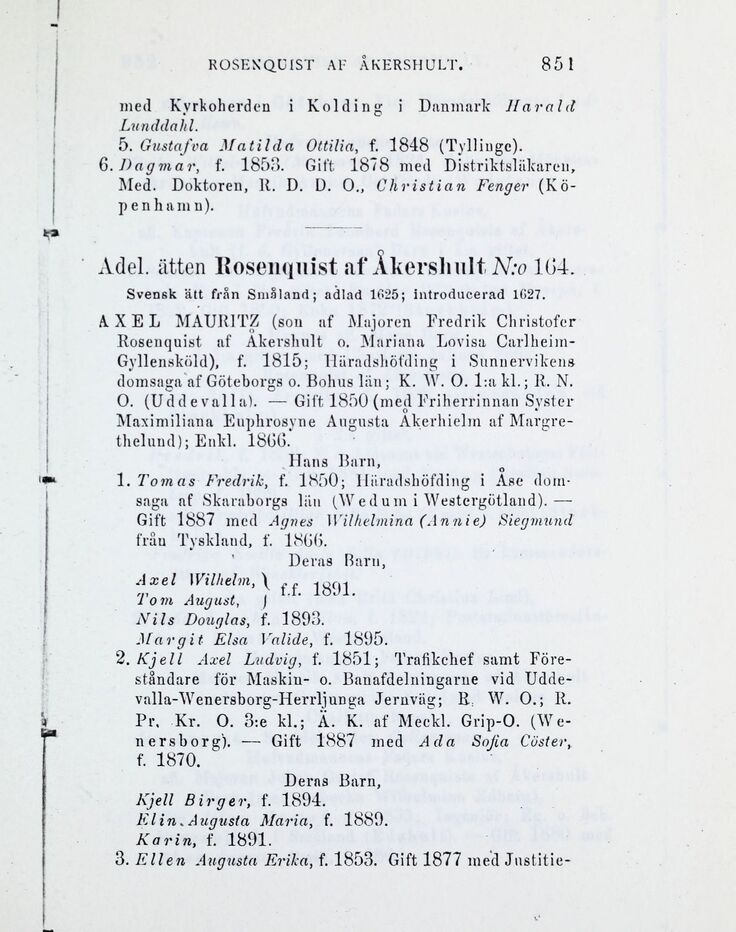 ROSENQUIST AF ÅKERSHULT. 851
med Kyrkoherden i Kolding i Danmark Harald
Lunddahl.
5. Gustafva Matilda Ottilia, f. 1848 (Tyllinge).
6. Dagmar, f. 1853. Gift 1878 med Distriktsläkaren,
Med. Doktoren, R. D. D. O., Christian Fenger (Kö-
penhamn).
Adel. ätten Rosenquist af Åkershult N:o 164.
Svensk ätt från Småland; adlad 1625; introducerad 1627.
AXEL MAURITZ (son af Majoren Fredrik Christofer
Rosenquist af Åkershult o. Mariana Lovisa Carlheim-
Gyllensköld), f. 1815; Häradshöfding i Sunnervikens
domsaga af Göteborgs o. Bohus län; K. W. O. 1:a kl.; R. N.
O. (Uddevalla). — Gift 1850 (med Friherrinnan Syster
Maximiliana Euphrosyne Augusta Åkerhielm af Margre-
thelund); Enkl. 1866.
Hans Barn,
1. Tomas Fredrik, f. 1850; Häradshöfding i Åse dom-
saga af Skaraborgs län (Wedum i Westergötland). —
Gift 1887 med Agnes Wilhelmina (Annie) Siegmund
från Tyskland, f. 1866.
Deras Barn,
Axel Wilhelm, }
Tom August, } f.f. 1891.
Nils Douglas, f. 1893.
Margit Elsa Valide, f. 1895.
2. Kjell Axel Ludvig, f. 1851; Trafikchef samt Före-
ståndare för Maskin- o. Banafdelningarne vid Udde-
valla-Wenersborg-Herrljunga Jernväg; R. W. O.; R.
Pr. Kr. O. 3:e kl.; Ä. K. af Meckl. Grip-O. (We-
nersborg). — Gift 1887 med Ada Sofia Cöster,
f. 1870.
Deras Barn,
Kjell Birger, f. 1894.
Elin Augusta Maria, f. 1889.
Karin, f. 1891.
3. Ellen Augusta Erika, f. 1853. Gift 1877 med Justitie-